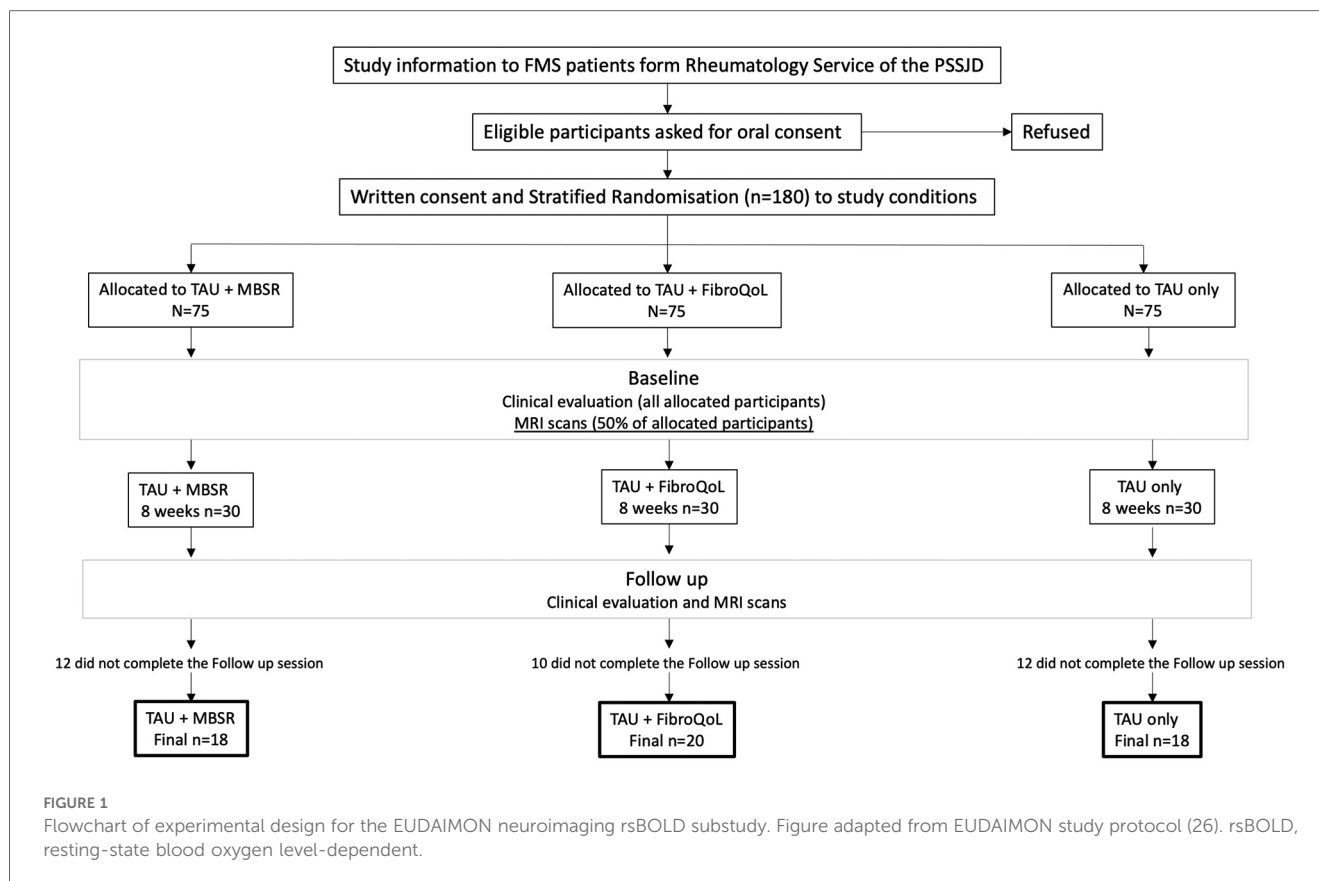 Study information to FMS patients form Rheumatology Service of the PSSJD
Eligible participants asked for oral consent
Refused
Written consent and Stratified Randomisation (n=180) to study conditions
Allocated to TAU + MBSR
N=75
Allocated to TAU + FibroQoL
N=75
Allocated to TAU only
N=75
Baseline
Clinical evaluation (all allocated participants)
MRI scans (50% of allocated participants)
TAU + MBSR
8 weeks n=30
TAU + FibroQoL
8 weeks n=30
TAU only
8 weeks n=30
Follow up
Clinical evaluation and MRI scans
12 did not complete the Follow up session
10 did not complete the Follow up session
12 did not complete the Follow up session
TAU + MBSR
Final n=18
TAU + FibroQoL
Final n=20
TAU only
Final n=18
FIGURE 1
Flowchart of experimental design for the EUDAIMON neuroimaging rsBOLD substudy. Figure adapted from EUDAIMON study protocol (26). rsBOLD,
resting-state blood oxygen level-dependent.